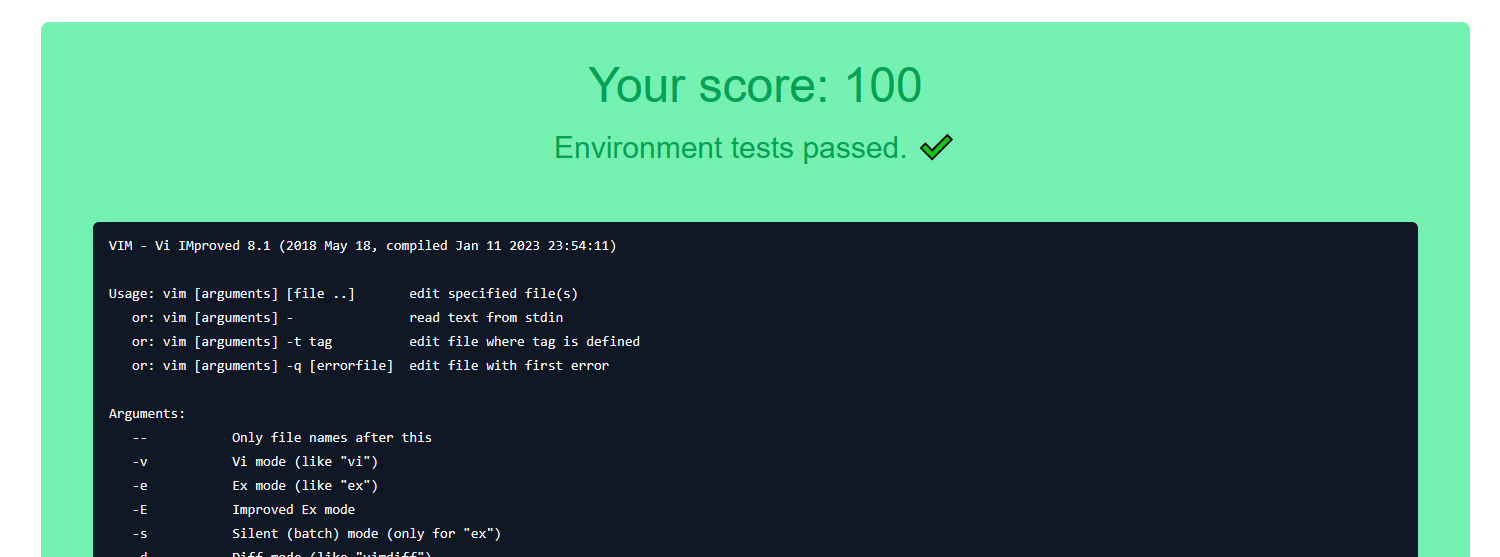 Your score: 100
Environment tests passed.
VIM - Vi IMproved 8.1 (2018 May 18, compiled Jan 11 2023 23:54:11)
Usage: vim [arguments] [file ..]       edit specified file(s)
   or: vim [arguments] -               read text from stdin
   or: vim [arguments] -t tag          edit file where tag is defined
   or: vim [arguments] -q [errorfile]  edit file with first error
Arguments:
   --           Only file names after this
   -v           Vi mode (like "vi")
   -e           Ex mode (like "ex")
   -E           Improved Ex mode
   -s           Silent (batch) mode (only for "ex")
   -d           Diff mode (like "vimdiff")